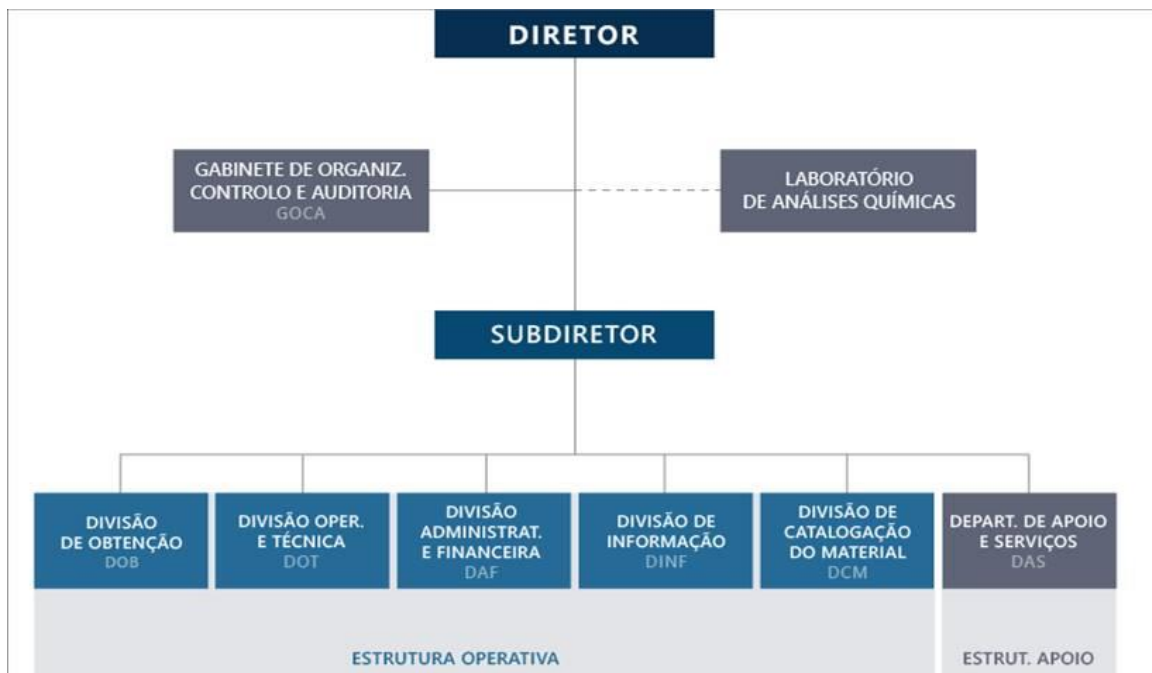 DIRETOR
GABINETE DE ORGANIZ.
CONTROLO E AUDITORIA
GOCA
LABORATÓRIO
DE ANÁLISES QUÍMICAS
SUBDIRETOR
DIVISÃO
DE OBTENÇÃO
DOB
DIVISÃO OPER.
E TÉCNICA
DOT
DIVISÃO
ADMINISTRAT.
E FINANCEIRA
DAF
DIVISÃO DE
INFORMAÇÃO
DINF
DIVISÃO DE
CATALOGAÇÃO
DO MATERIAL
DCM
DEPART. DE APOIO
E SERVIÇOS
DAS
ESTRUTURA OPERATIVA
ESTRUT. APOIO